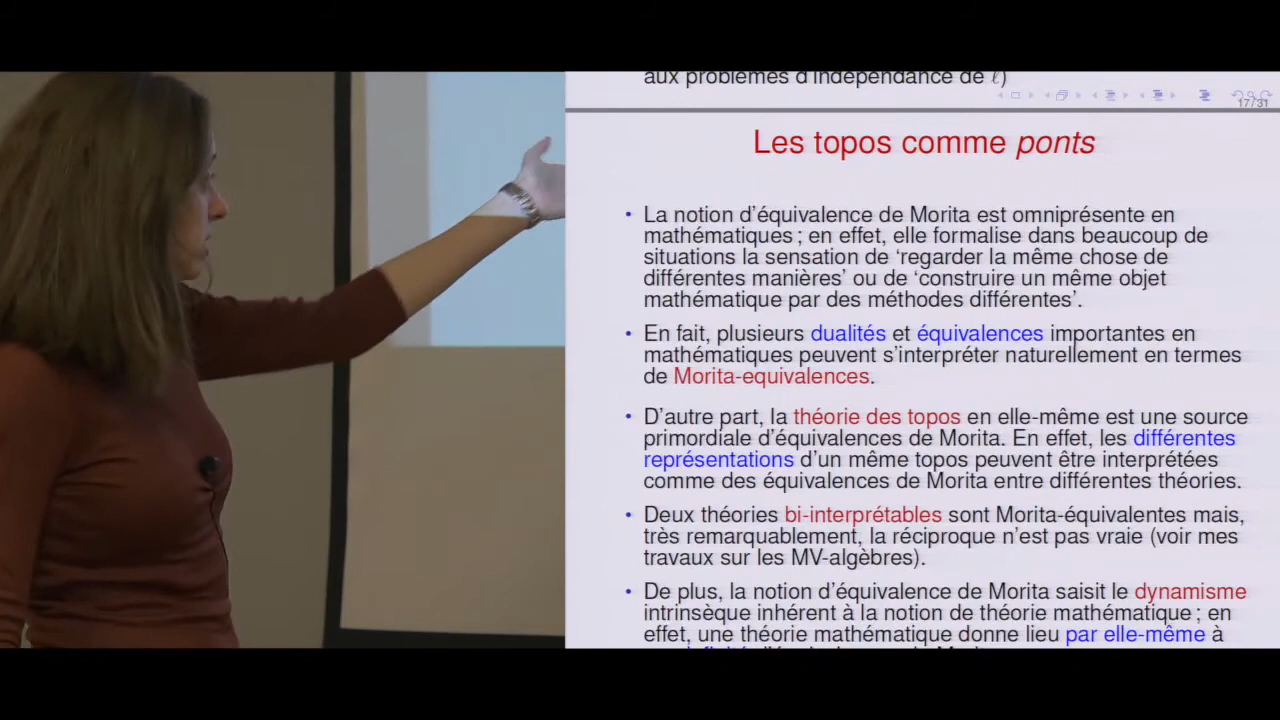 aux problèmes d'indépendance de ℓ)
17/31
Les topos comme ponts
• La notion d'équivalence de Morita est omniprésente en
mathématiques ; en effet, elle formalise dans beaucoup de
situations la sensation de 'regarder la même chose de
différentes manières' ou de 'construire un même objet
mathématique par des méthodes différentes'.
• En fait, plusieurs dualités et équivalences importantes en
mathématiques peuvent s'interpréter naturellement en termes
de Morita-equivalences.
• D'autre part, la théorie des topos en elle-même est une source
primordiale d'équivalences de Morita. En effet, les différentes
représentations d'un même topos peuvent être interprétées
comme des équivalences de Morita entre différentes théories.
• Deux théories bi-interprétables sont Morita-équivalentes mais,
très remarquablement, la réciproque n'est pas vraie (voir mes
travaux sur les MV-algèbres).
• De plus, la notion d'équivalence de Morita saisit le dynamisme
intrinsèque inhérent à la notion de théorie mathématique ; en
effet, une théorie mathématique donne lieu par elle-même à